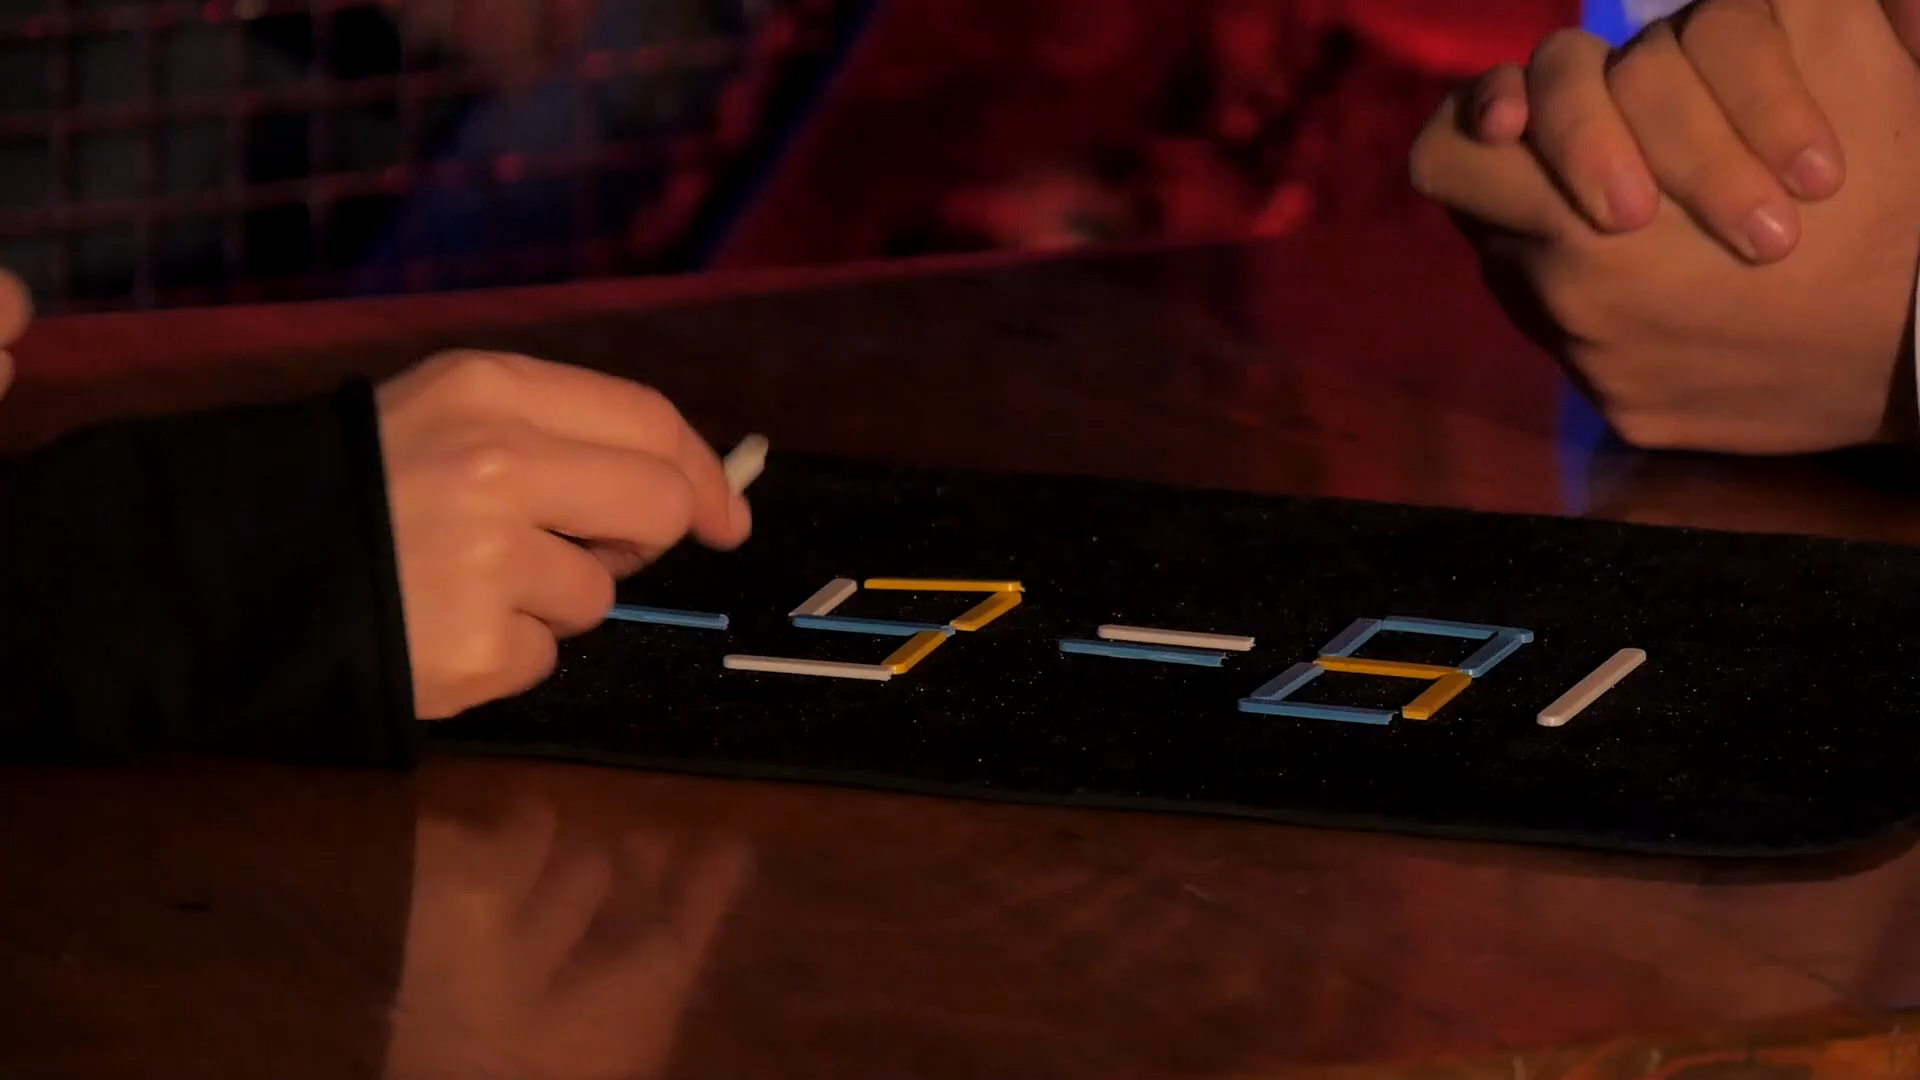 - 9 = 81